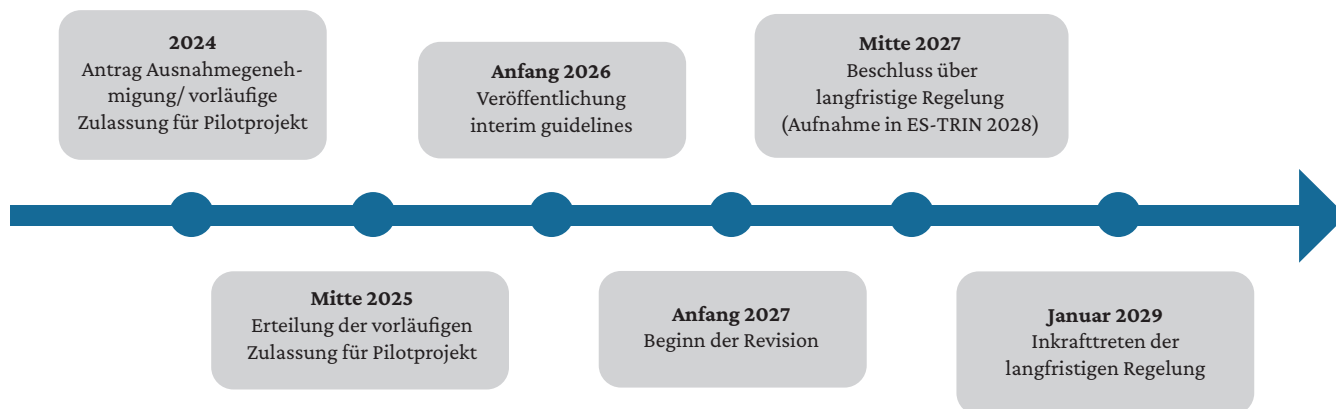 2024
Antrag Ausnahmegeneh-
migung/ vorläufige
Zulassung für Pilotprojekt
Mitte 2025
Erteilung der vorläufigen
Zulassung für Pilotprojekt
Anfang 2026
Veröffentlichung
interim guidelines
Anfang 2027
Beginn der Revision
Mitte 2027
Beschluss über
langfristige Regelung
(Aufnahme in ES-TRIN 2028)
Januar 2029
Inkrafttreten der
langfristigen Regelung